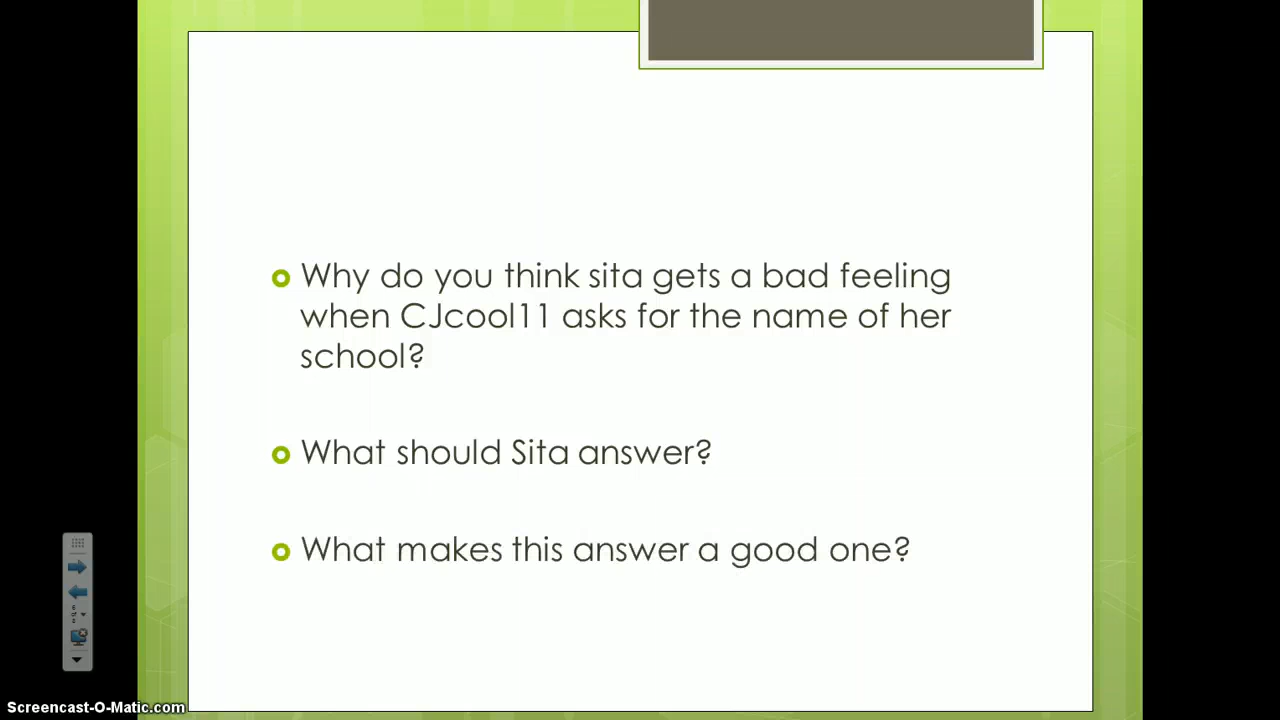 Why do you think sita gets a bad feeling
when CJcool11 asks for the name of her
school?
What should Sita answer?
What makes this answer a good one?
Screencast-O-Matic.com